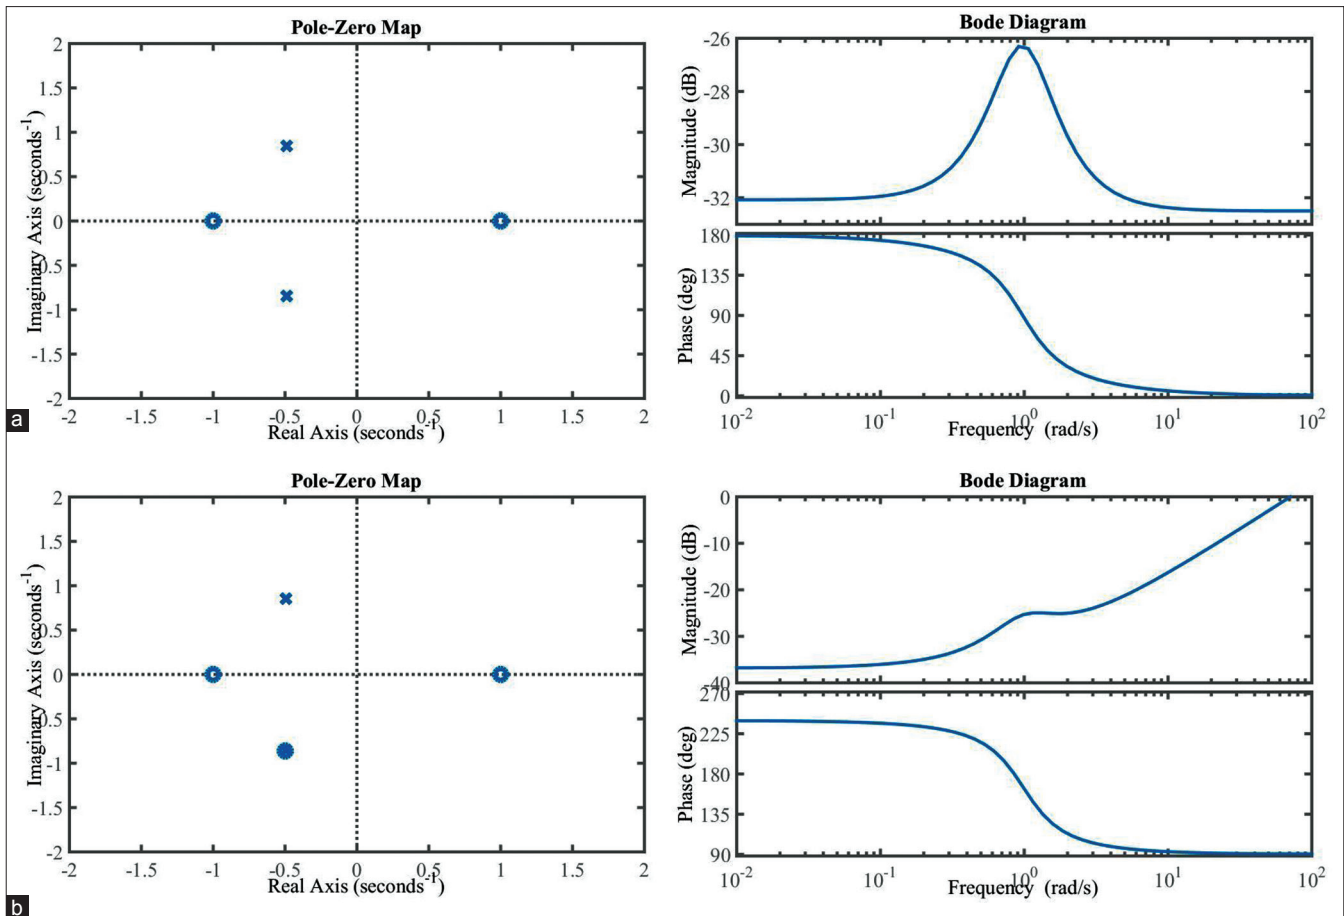 Pole-Zero Map
Imaginary Axis (seconds-1)
2
1.5
1
0.5
0
-0.5
-1
-1.5
-2
-2 -1.5 -1 -0.5 0 0.5 1 1.5 2
Real Axis (seconds-1)
a
Bode Diagram
Magnitude (dB)
-26
-28
-30
-32
Phase (deg)
180
135
90
45
0
10-2 10-1 100 101 102
Frequency (rad/s)
Pole-Zero Map
Imaginary Axis (seconds-1)
2
1.5
1
0.5
0
-0.5
-1
-1.5
-2
-2 -1.5 -1 -0.5 0 0.5 1 1.5 2
Real Axis (seconds-1)
b
Bode Diagram
Magnitude (dB)
0
-10
-20
-30
-40
Phase (deg)
270
225
180
135
90
10-2 10-1 100 101 102
Frequency (rad/s)